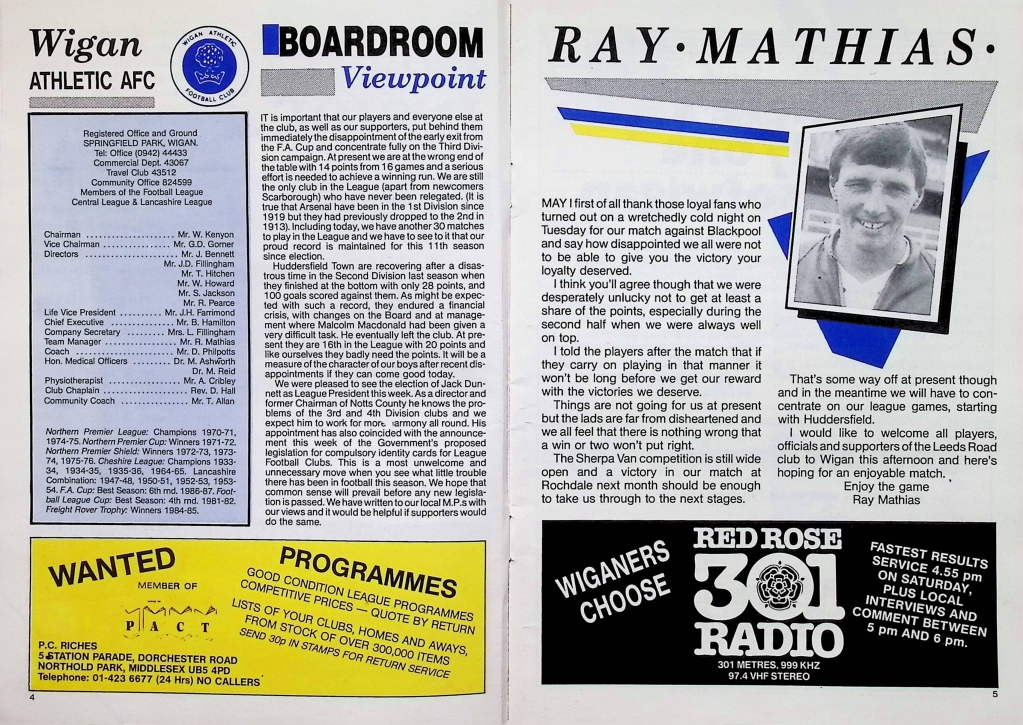 Wigan
ATHLETIC AFC
WIGAN ATHLETIC
FOOTBALL CLUB
Registered Office and Ground
SPRINGFIELD PARK, WIGAN.
Tel: Office (0942) 44433
Commercial Dept. 43067
Travel Club 43512
Community Office 824599
Members of the Football League
Central League & Lancashire League
Chairman ........................ Mr. W. Kenyon
Vice Chairman .................. Mr. G.D. Gorner
Directors ........................ Mr. J. Bennett
Mr. J.D. Fillingham
Mr. T. Hitchen
Mr. W. Howard
Mr. S. Jackson
Mr. R. Pearce
Life Vice President .......... Mr. J.H. Farrimond
Chief Executive ................ Mr. B. Hamilton
Company Secretary ...... Mrs. L. Fillingham
Team Manager ................. Mr. R. Mathias
Coach .......................... Mr. D. Philpotts
Hon. Medical Officers .......... Dr. M. Ashworth
Dr. M. Reid
Physiotherapist .................. Mr. A. Cribley
Club Chaplain .................... Rev. D. Hall
Community Coach ................ Mr. T. Allan
Northern Premier League: Champions 1970-71,
1974-75. Northern Premier Cup: Winners 1971-72.
Northern Premier Shield: Winners 1972-73, 1973-
74, 1975-76. Cheshire League: Champions 1933-
34, 1934-35, 1935-36, 1964-65. Lancashire
Combination: 1947-48, 1950-51, 1952-53, 1953-
54. F.A. Cup: Best Season: 6th rnd. 1986-87. Foot-
ball League Cup: Best Season: 4th rnd. 1981-82.
Freight Rover Trophy: Winners 1984-85.
BOARDROOM
Viewpoint
IT is important that our players and everyone else at
the club, as well as our supporters, put behind them
immediately the disappointment of the early exit from
the F.A. Cup and concentrate fully on the Third Divi-
sion campaign. At present we are at the wrong end of
the table with 14 points from 16 games and a serious
effort is needed to achieve a winning run. We are still
the only club in the League (apart from newcomers
Scarborough) who have never been relegated. (It is
true that Arsenal have been in the 1st Division since
1919 but they had previously dropped to the 2nd in
1913). Including today, we have another 30 matches
to play in the League and we have to see to it that our
proud record is maintained for this 11th season
since election.
Huddersfield Town are recovering after a disas-
trous time in the Second Division last season when
they finished at the bottom with only 28 points, and
100 goals scored against them. As might be expec-
ted with such a record, they endured a financial
crisis, with changes on the Board and at manage-
ment where Malcolm Macdonald had been given a
very difficult task. He eventually left the club. At pre-
sent they are 16th in the League with 20 points and
like ourselves they badly need the points. It will be a
measure of the character of our boys after recent dis-
appointments if they can come good today.
We were pleased to see the election of Jack Dun-
nett as League President this week. As a director and
former Chairman of Notts County he knows the pro-
blems of the 3rd and 4th Division clubs and we
expect him to work for more armony all round. His
appointment has also coincided with the announce-
ment this week of the Government's proposed
legislation for compulsory identity cards for League
Football Clubs. This is a most unwelcome and
unnecessary move when you see what little trouble
there has been in football this season. We hope that
common sense will prevail before any new legisla-
tion is passed. We have written to our local M.P.s with
our views and it would be helpful if supporters would
do the same.
WANTED
MEMBER OF
PACT
P.C. RICHES
5 STATION PARADE, DORCHESTER ROAD
NORTHOLD PARK, MIDDLESEX UB5 4PD
Telephone: 01-423 6677 (24 Hrs) NO CALLERS
PROGRAMMES
GOOD CONDITION LEAGUE PROGRAMMES
COMPETITIVE PRICES — QUOTE BY RETURN
LISTS OF YOUR CLUBS, HOMES AND AWAYS,
FROM STOCK OF OVER 300,000 ITEMS
SEND 30p IN STAMPS FOR RETURN SERVICE
4
RAY·MATHIAS·
MAY I first of all thank those loyal fans who
turned out on a wretchedly cold night on
Tuesday for our match against Blackpool
and say how disappointed we all were not
to be able to give you the victory your
loyalty deserved.
I think you'll agree though that we were
desperately unlucky not to get at least a
share of the points, especially during the
second half when we were always well
on top.
I told the players after the match that if
they carry on playing in that manner it
won't be long before we get our reward
with the victories we deserve.
Things are not going for us at present
but the lads are far from disheartened and
we all feel that there is nothing wrong that
a win or two won't put right.
The Sherpa Van competition is still wide
open and a victory in our match at
Rochdale next month should be enough
to take us through to the next stages.
That's some way off at present though
and in the meantime we will have to con-
centrate on our league games, starting
with Huddersfield.
I would like to welcome all players,
officials and supporters of the Leeds Road
club to Wigan this afternoon and here's
hoping for an enjoyable match.
Enjoy the game
Ray Mathias
WIGANERS
CHOOSE
RED ROSE
301
RADIO
301 METRES. 999 KHZ
97.4 VHF STEREO
FASTEST RESULTS
SERVICE 4.55 pm
ON SATURDAY,
PLUS LOCAL
INTERVIEWS AND
COMMENT BETWEEN
5 pm AND 6 pm.
5